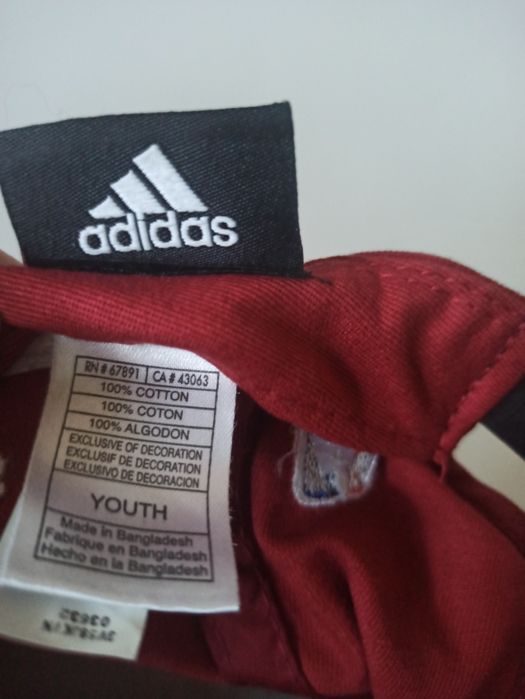 adidas
RN # 67891 CA # 43063
100% COTTON
100% COTON
100% ALGODON
EXCLUSIVE OF DECORATION
EXCLUSIF DE DECORATION
EXCLUSIVO DE DECORACION
YOUTH
Made in Bangladesh
Fabrique en Bangladesh
Hecho en la Bangladesh